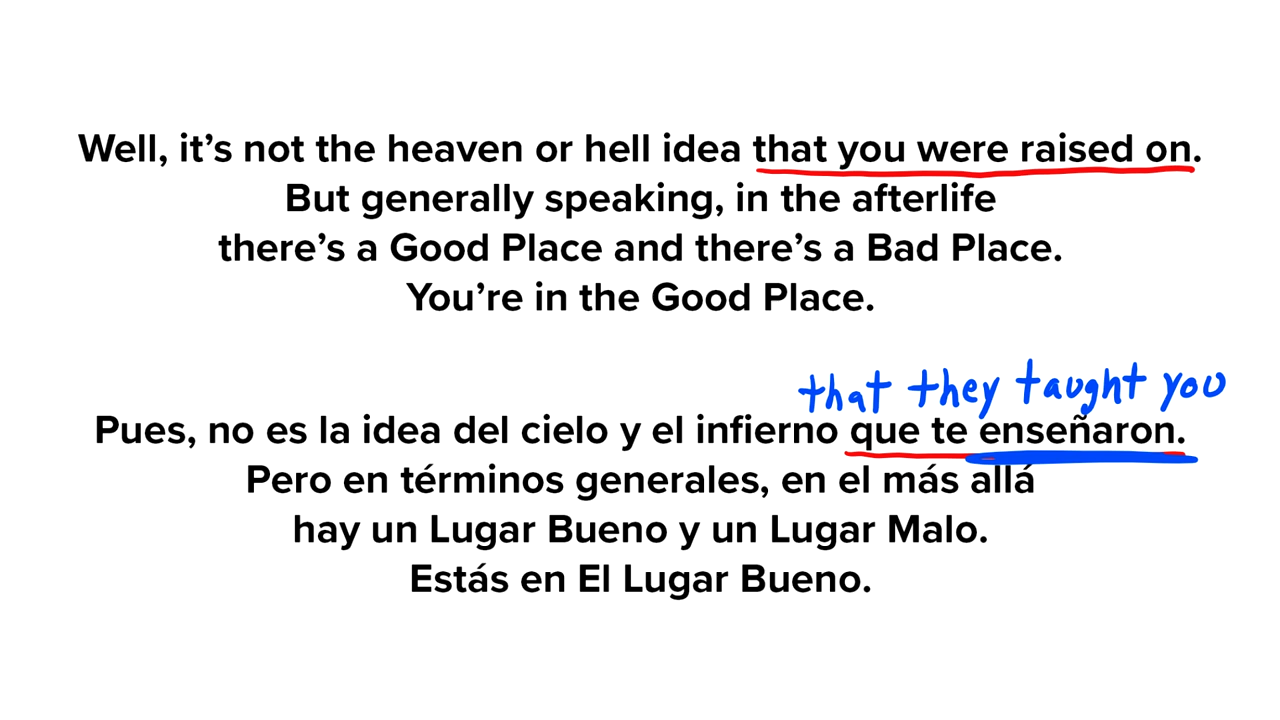 Well, it’s not the heaven or hell idea that you were raised on.
But generally speaking, in the afterlife
there’s a Good Place and there’s a Bad Place.
You’re in the Good Place.
that they taught you
Pues, no es la idea del cielo y el infierno que te enseñaron.
Pero en términos generales, en el más allá
hay un Lugar Bueno y un Lugar Malo.
Estás en El Lugar Bueno.